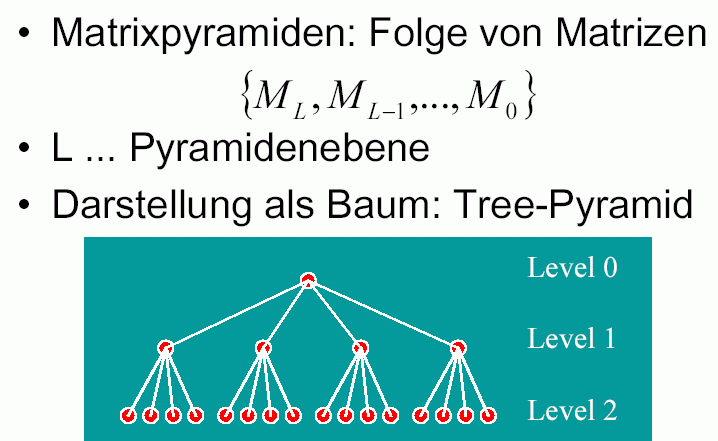 • Matrixpyramiden: Folge von Matrizen
{M_L, M_{L-1},..., M_0}
• L ... Pyramidenebene
• Darstellung als Baum: Tree-Pyramid
Level 0
Level 1
Level 2